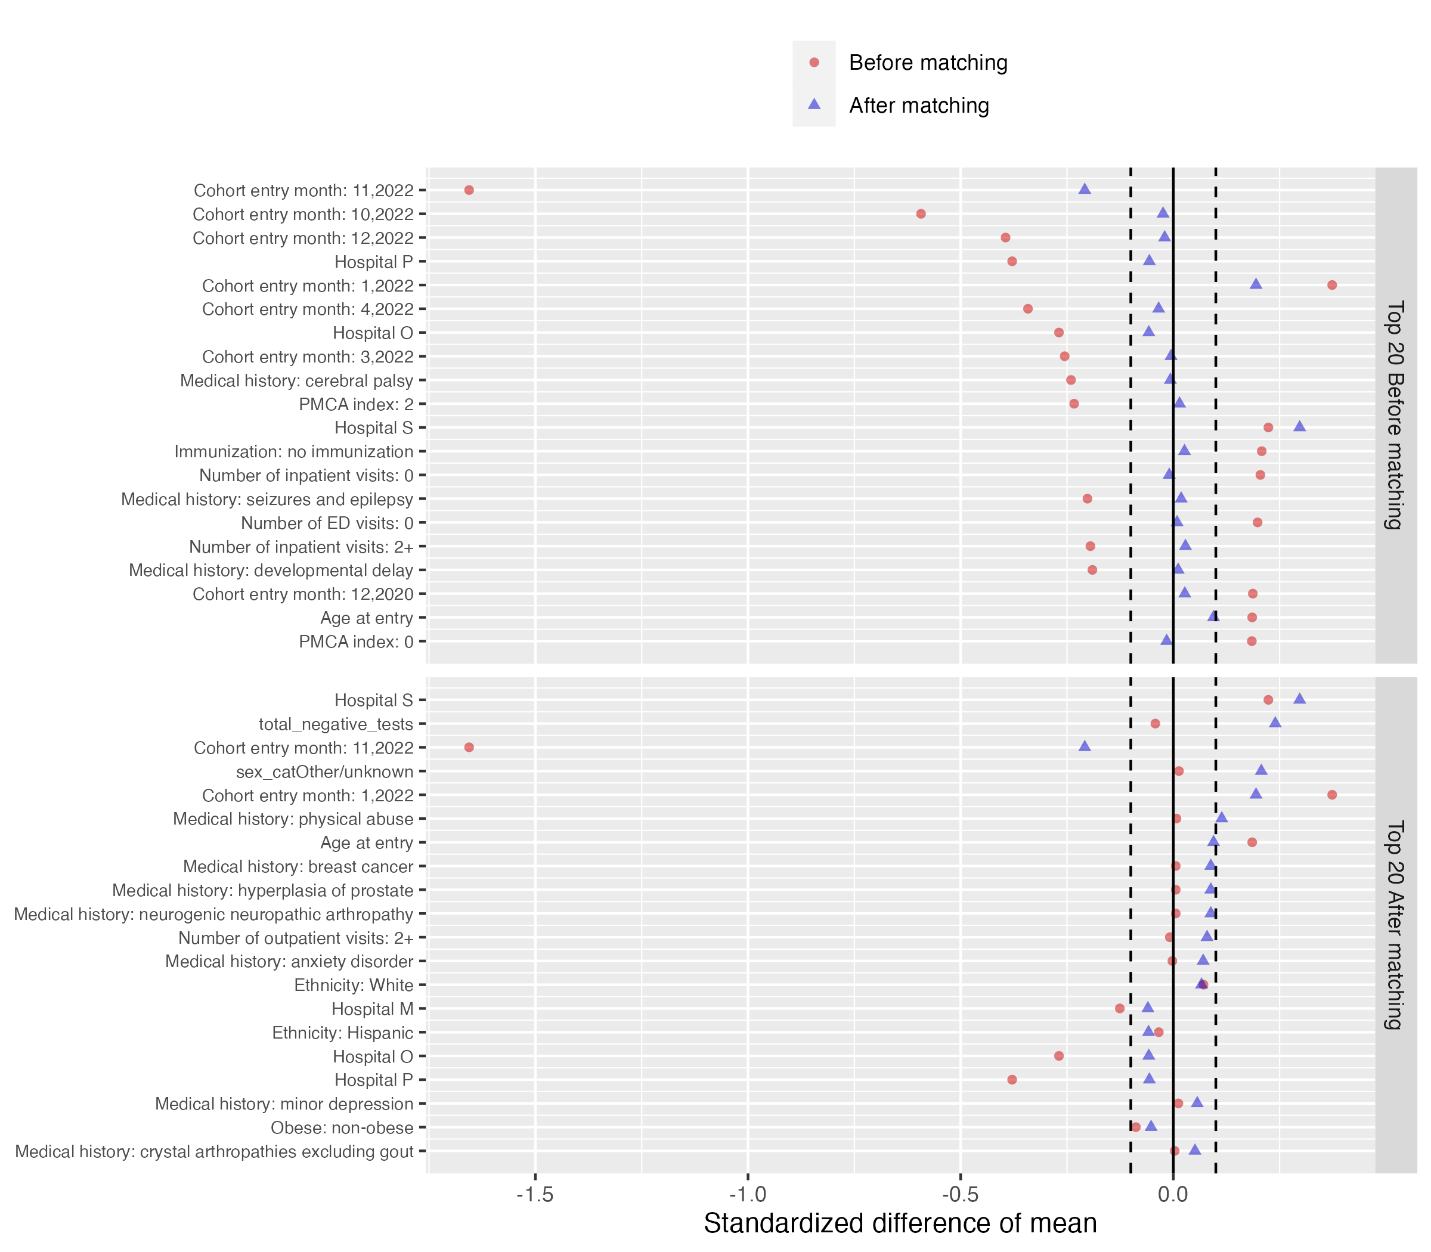 Before matching
After matching
Cohort entry month: 11,2022
Cohort entry month: 10,2022
Cohort entry month: 12,2022
Hospital P
Cohort entry month: 1,2022
Cohort entry month: 4,2022
Hospital O
Cohort entry month: 3,2022
Medical history: cerebral palsy
PMCA index: 2
Hospital S
Immunization: no immunization
Number of inpatient visits: 0
Medical history: seizures and epilepsy
Number of ED visits: 0
Number of inpatient visits: 2+
Medical history: developmental delay
Cohort entry month: 12,2020
Age at entry
PMCA index: 0
Top 20 Before matching
Hospital S
total_negative_tests
Cohort entry month: 11,2022
sex_catOther/unknown
Cohort entry month: 1,2022
Medical history: physical abuse
Age at entry
Medical history: breast cancer
Medical history: hyperplasia of prostate
Medical history: neurogenic neuropathic arthropathy
Number of outpatient visits: 2+
Medical history: anxiety disorder
Ethnicity: White
Hospital M
Ethnicity: Hispanic
Hospital O
Hospital P
Medical history: minor depression
Obese: non-obese
Medical history: crystal arthropathies excluding gout
Top 20 After matching
-1.5 -1.0 -0.5 0.0
Standardized difference of mean